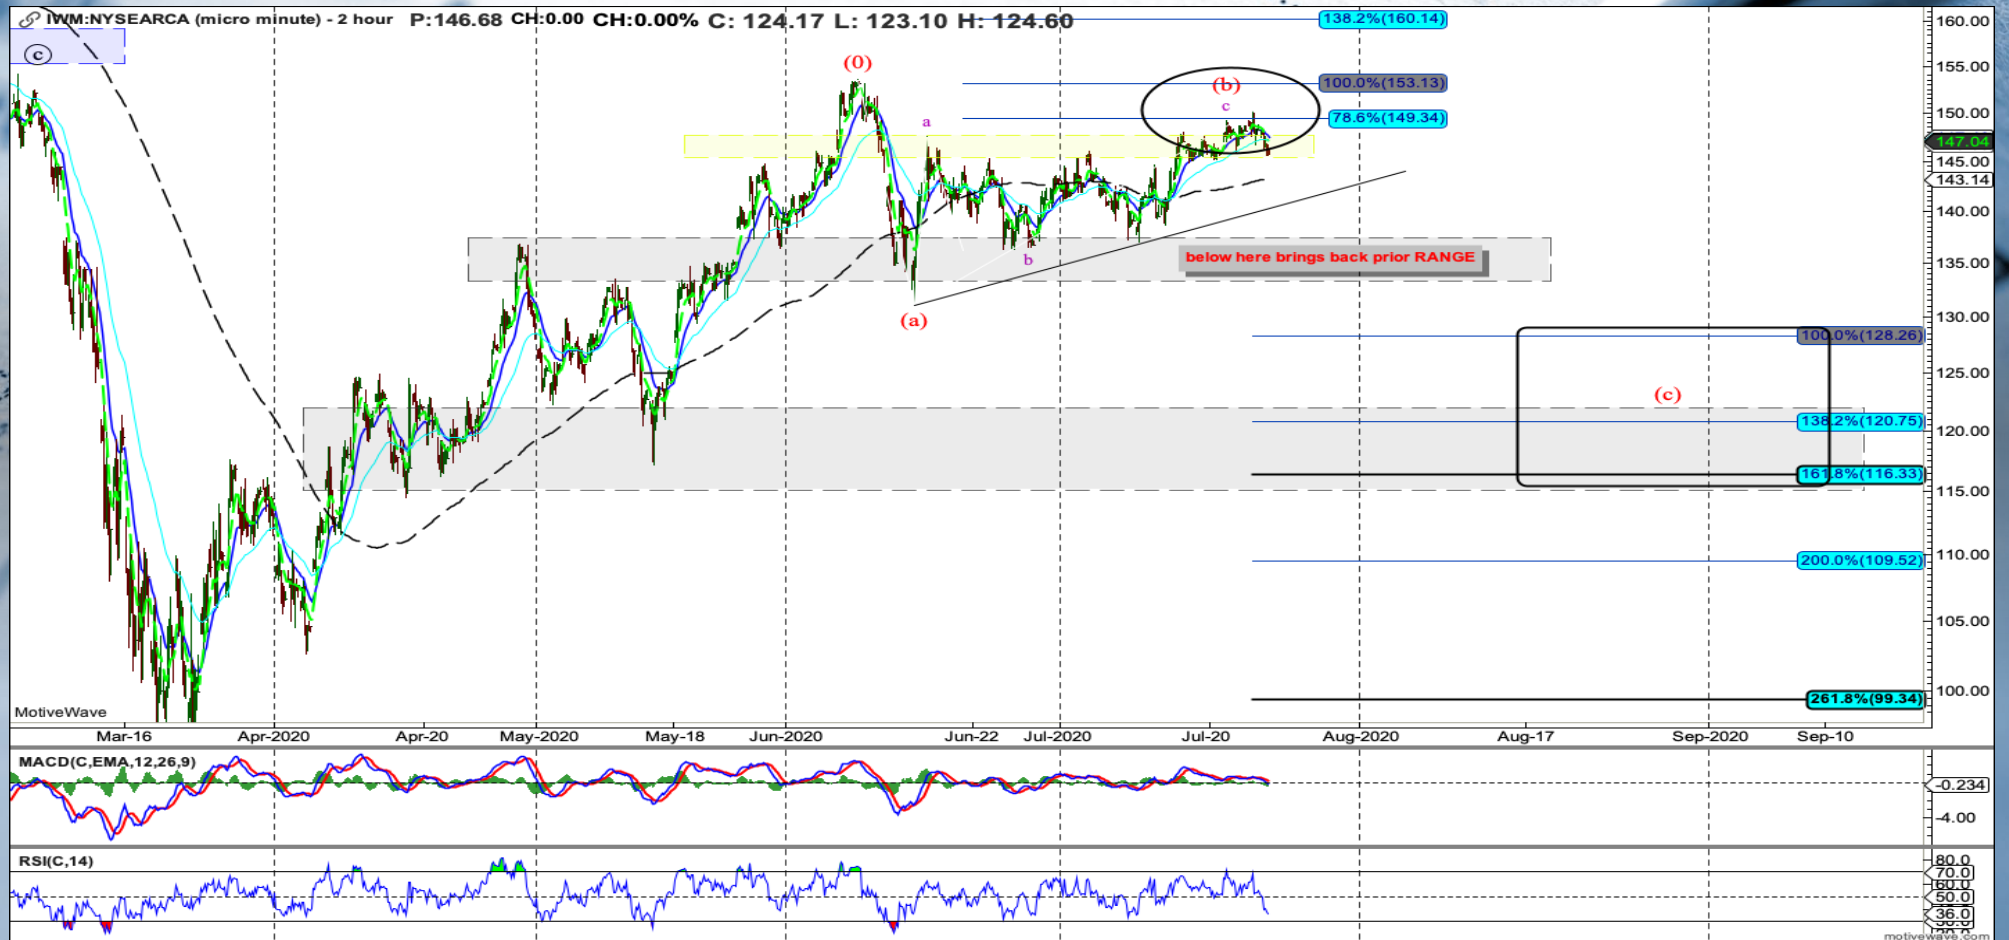 IWM:NYSEARCA (micro minute) - 2 hour P:146.68 CH:0.00 CH:0.00% C: 124.17 L: 123.10 H: 124.60
138.2%(160.14)
160.00
c
(0)
155.00
(b)
100.0%(153.13)
c
150.00
a
78.6%(149.34)
147.04
145.00
143.14
140.00
below here brings back prior RANGE
b
135.00
(a)
130.00
100.0%(128.26)
125.00
(c)
138.2%(120.75)
120.00
161.8%(116.33)
115.00
200.0%(109.52)
110.00
105.00
100.00
261.8%(99.34)
MotiveWave
Mar-16 Apr-2020 Apr-20 May-2020 May-18 Jun-2020 Jun-22 Jul-2020 Jul-20 Aug-2020 Aug-17 Sep-2020 Sep-10
MACD(C,EMA,12,26,9)
-0.234
-4.00
RSI(C,14)
80.0
70.0
60.0
50.0
36.0
motivewave.com